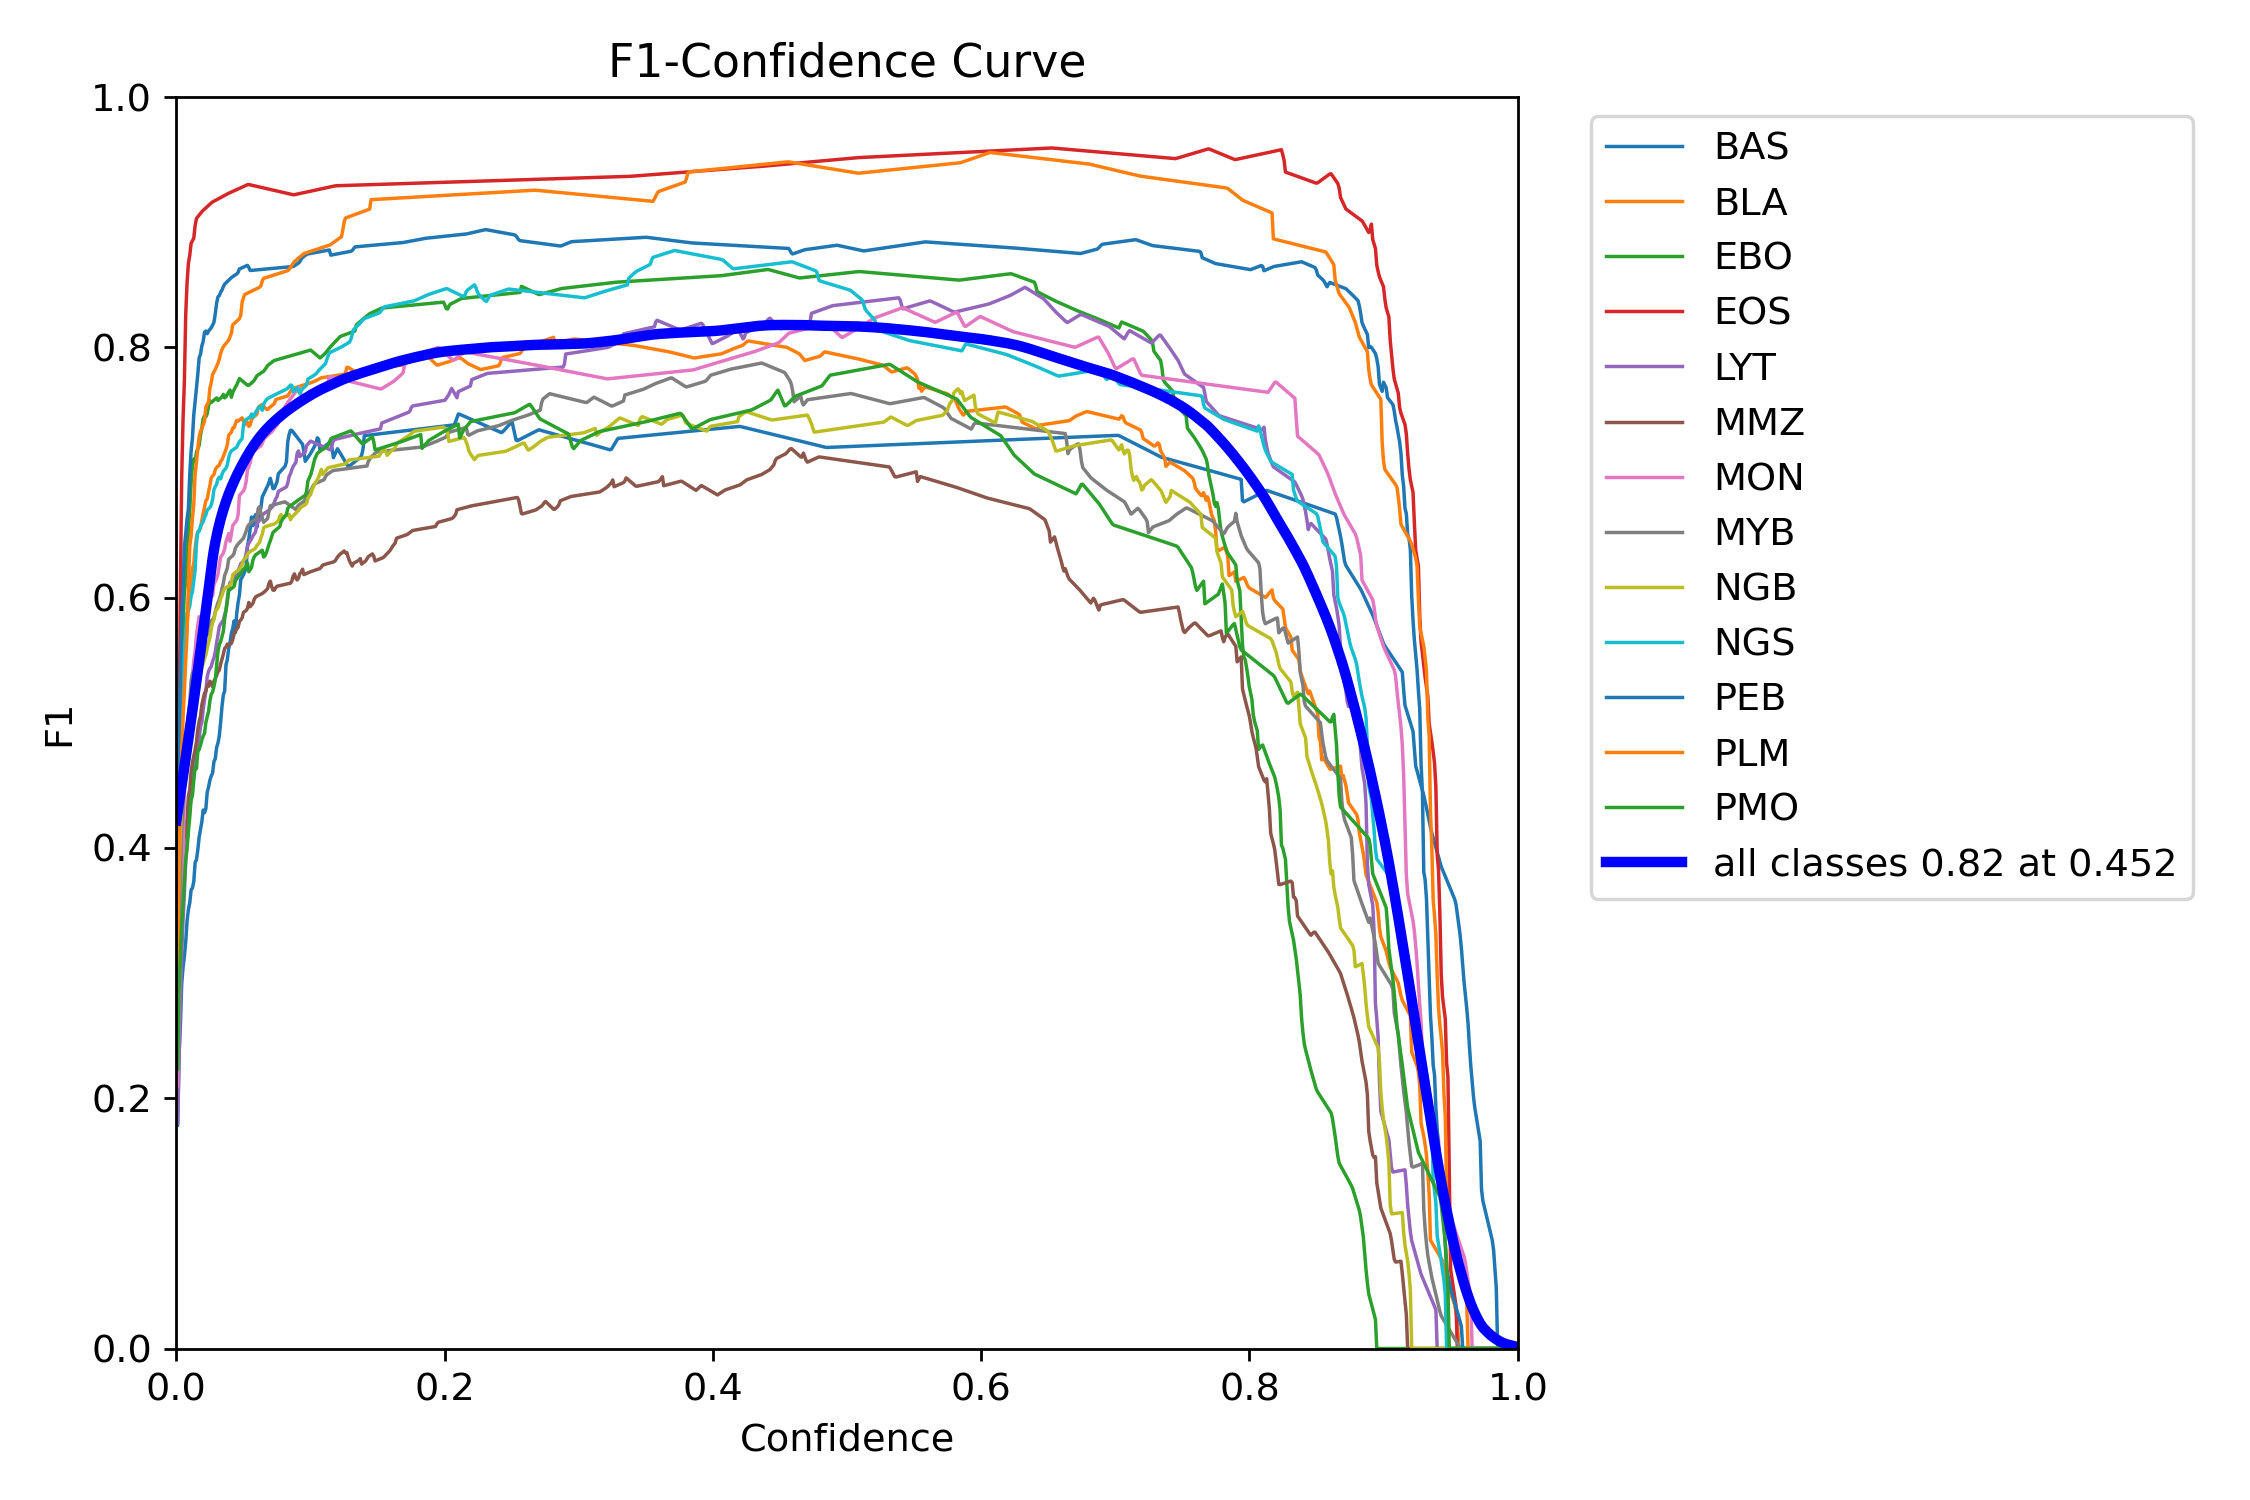 F1-Confidence Curve
1.0
0.8
0.6
0.4
0.2
0.0
F1
0.0 0.2 0.4 0.6 0.8 1.0
Confidence
BAS
BLA
EBO
EOS
LYT
MMZ
MON
MYB
NGB
NGS
PEB
PLM
PMO
all classes 0.82 at 0.452